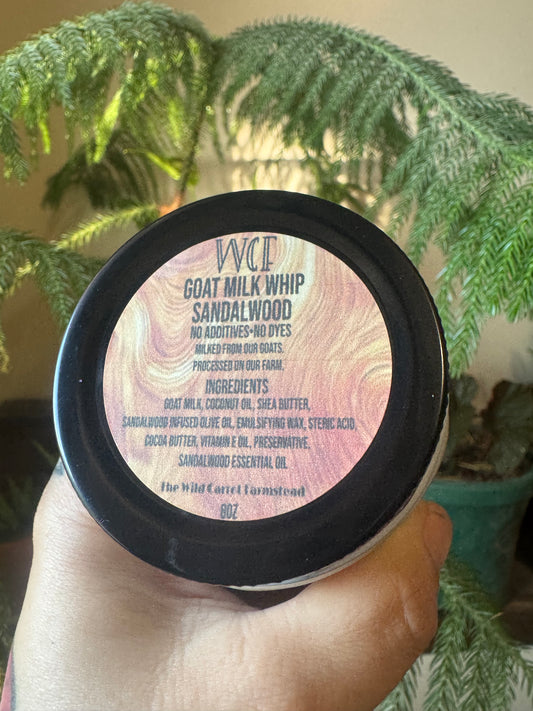 WCF
GOAT MILK WHIP
SANDALWOOD
NO ADDITIVES•NO DYES
MILKED FROM OUR GOATS.
PROCESSED ON OUR FARM.
INGREDIENTS
GOAT MILK, COCONUT OIL, SHEA BUTTER,
SANDALWOOD INFUSED OLIVE OIL, EMULSIFYING WAX, STERIC ACID,
COCOA BUTTER, VITAMIN E OIL, PRESERVATIVE,
SANDALWOOD ESSENTIAL OIL
The Wild Carrot Farmstead
8OZ